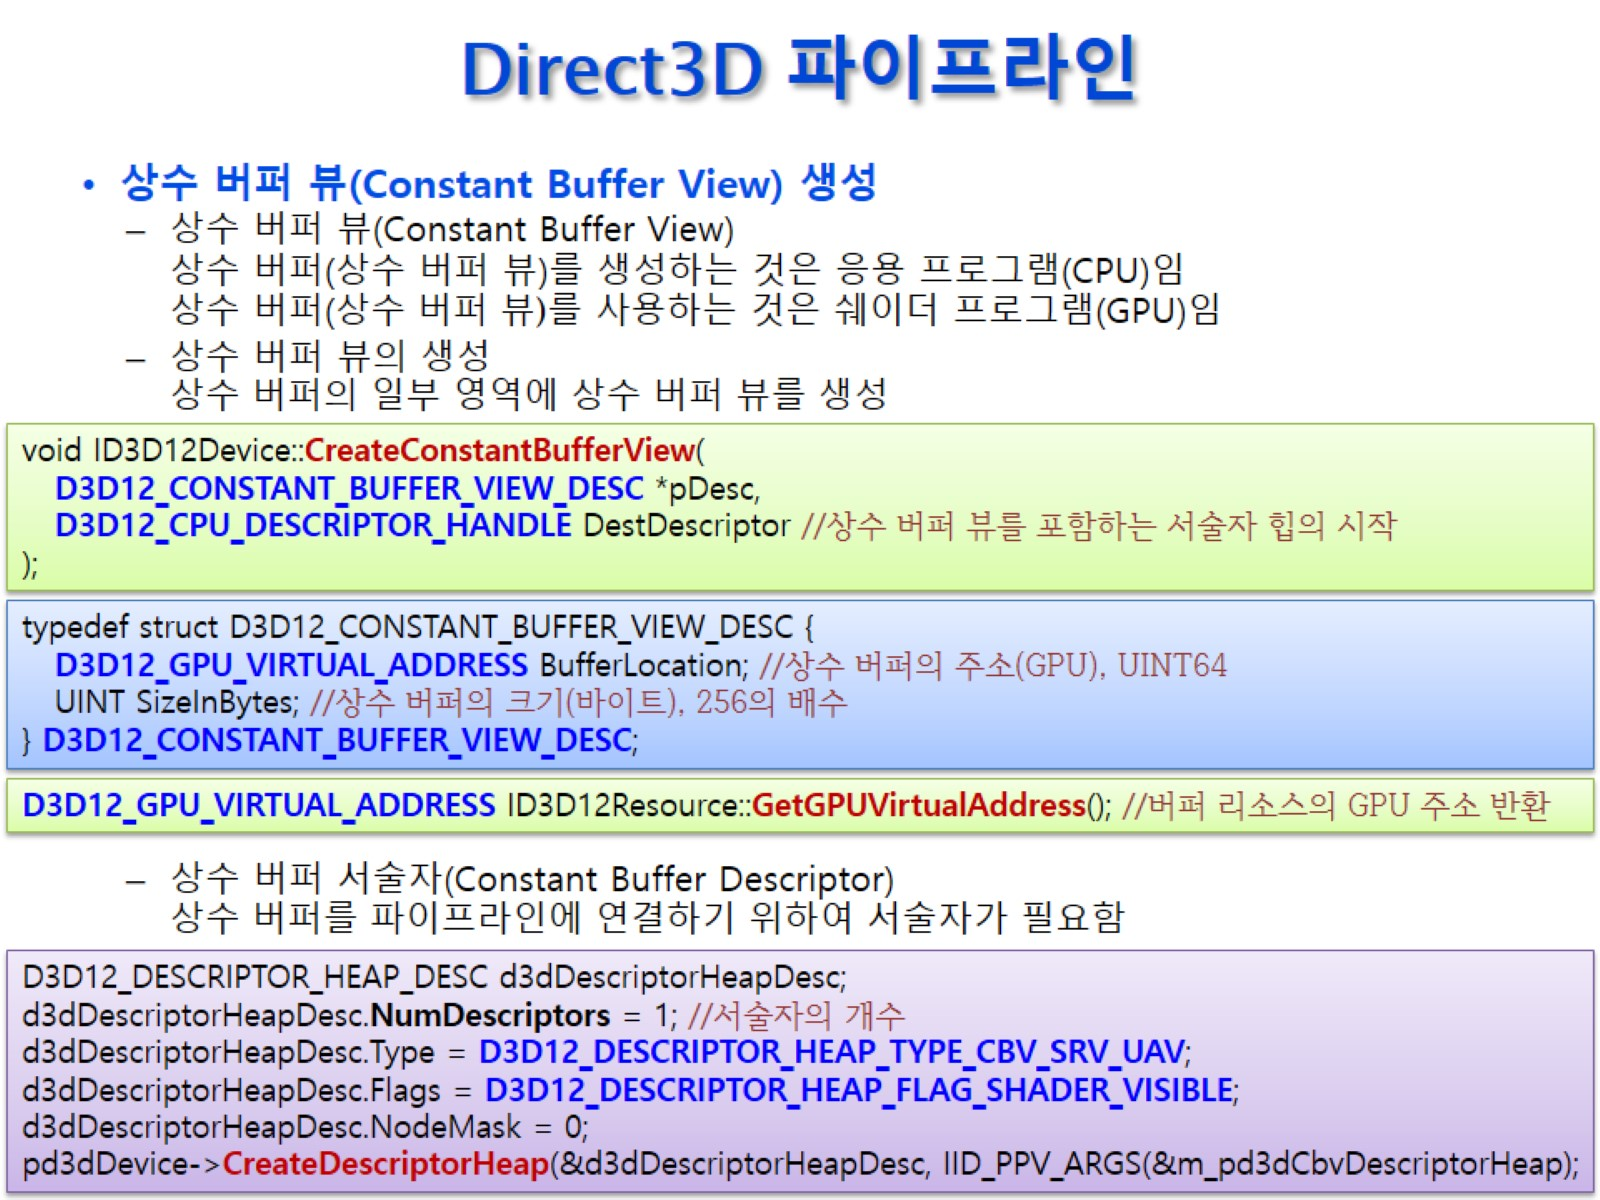 Direct3D 파이프라인
• 상수 버퍼 뷰(Constant Buffer View) 생성
– 상수 버퍼 뷰(Constant Buffer View)
상수 버퍼(상수 버퍼 뷰)를 생성하는 것은 응용 프로그램(CPU)임
상수 버퍼(상수 버퍼 뷰)를 사용하는 것은 쉐이더 프로그램(GPU)임
– 상수 버퍼 뷰의 생성
상수 버퍼의 일부 영역에 상수 버퍼 뷰를 생성
void ID3D12Device::CreateConstantBufferView(
D3D12_CONSTANT_BUFFER_VIEW_DESC *pDesc,
D3D12_CPU_DESCRIPTOR_HANDLE DestDescriptor //상수 버퍼 뷰를 포함하는 서술자 힙의 시작
);
typedef struct D3D12_CONSTANT_BUFFER_VIEW_DESC {
D3D12_GPU_VIRTUAL_ADDRESS BufferLocation; //상수 버퍼의 주소(GPU), UINT64
UINT SizeInBytes; //상수 버퍼의 크기(바이트), 256의 배수
} D3D12_CONSTANT_BUFFER_VIEW_DESC;
D3D12_GPU_VIRTUAL_ADDRESS ID3D12Resource::GetGPUVirtualAddress(); //버퍼 리소스의 GPU 주소 반환
– 상수 버퍼 서술자(Constant Buffer Descriptor)
상수 버퍼를 파이프라인에 연결하기 위하여 서술자가 필요함
D3D12_DESCRIPTOR_HEAP_DESC d3dDescriptorHeapDesc;
d3dDescriptorHeapDesc.NumDescriptors = 1; //서술자의 개수
d3dDescriptorHeapDesc.Type = D3D12_DESCRIPTOR_HEAP_TYPE_CBV_SRV_UAV;
d3dDescriptorHeapDesc.Flags = D3D12_DESCRIPTOR_HEAP_FLAG_SHADER_VISIBLE;
d3dDescriptorHeapDesc.NodeMask = 0;
pd3dDevice->CreateDescriptorHeap(&d3dDescriptorHeapDesc, IID_PPV_ARGS(&m_pd3dCbvDescriptorHeap);